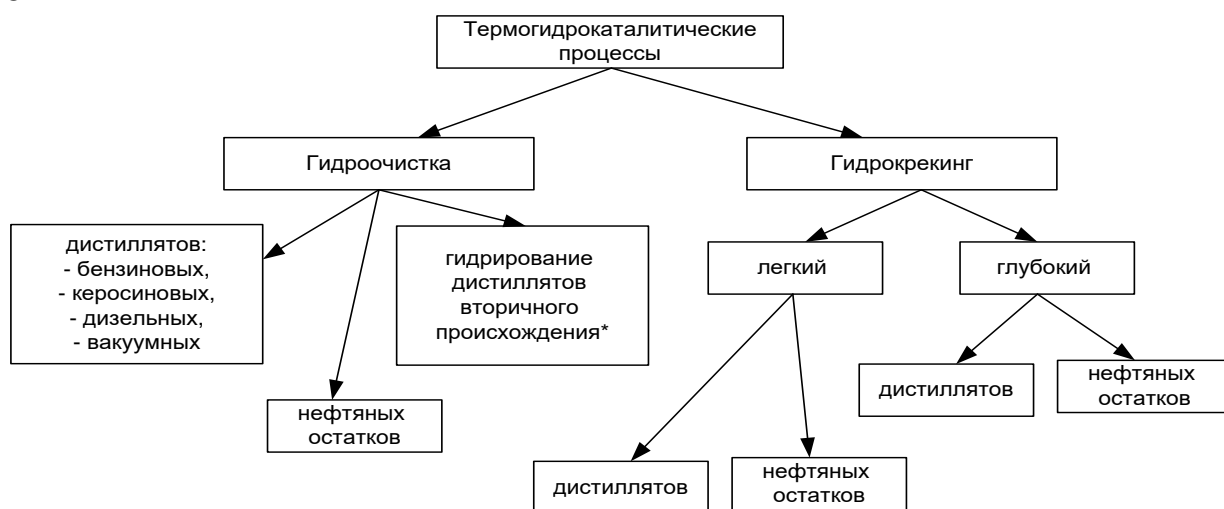 Термогидрокаталитические
процессы
Гидроочистка
Гидрокрекинг
дистиллятов:
- бензиновых,
- керосиновых,
- дизельных,
- вакуумных
гидрирование
дистиллятов
вторичного
происхождения*
легкий
глубокий
нефтяных
остатков
дистиллятов
нефтяных
остатков
дистиллятов
нефтяных
остатков